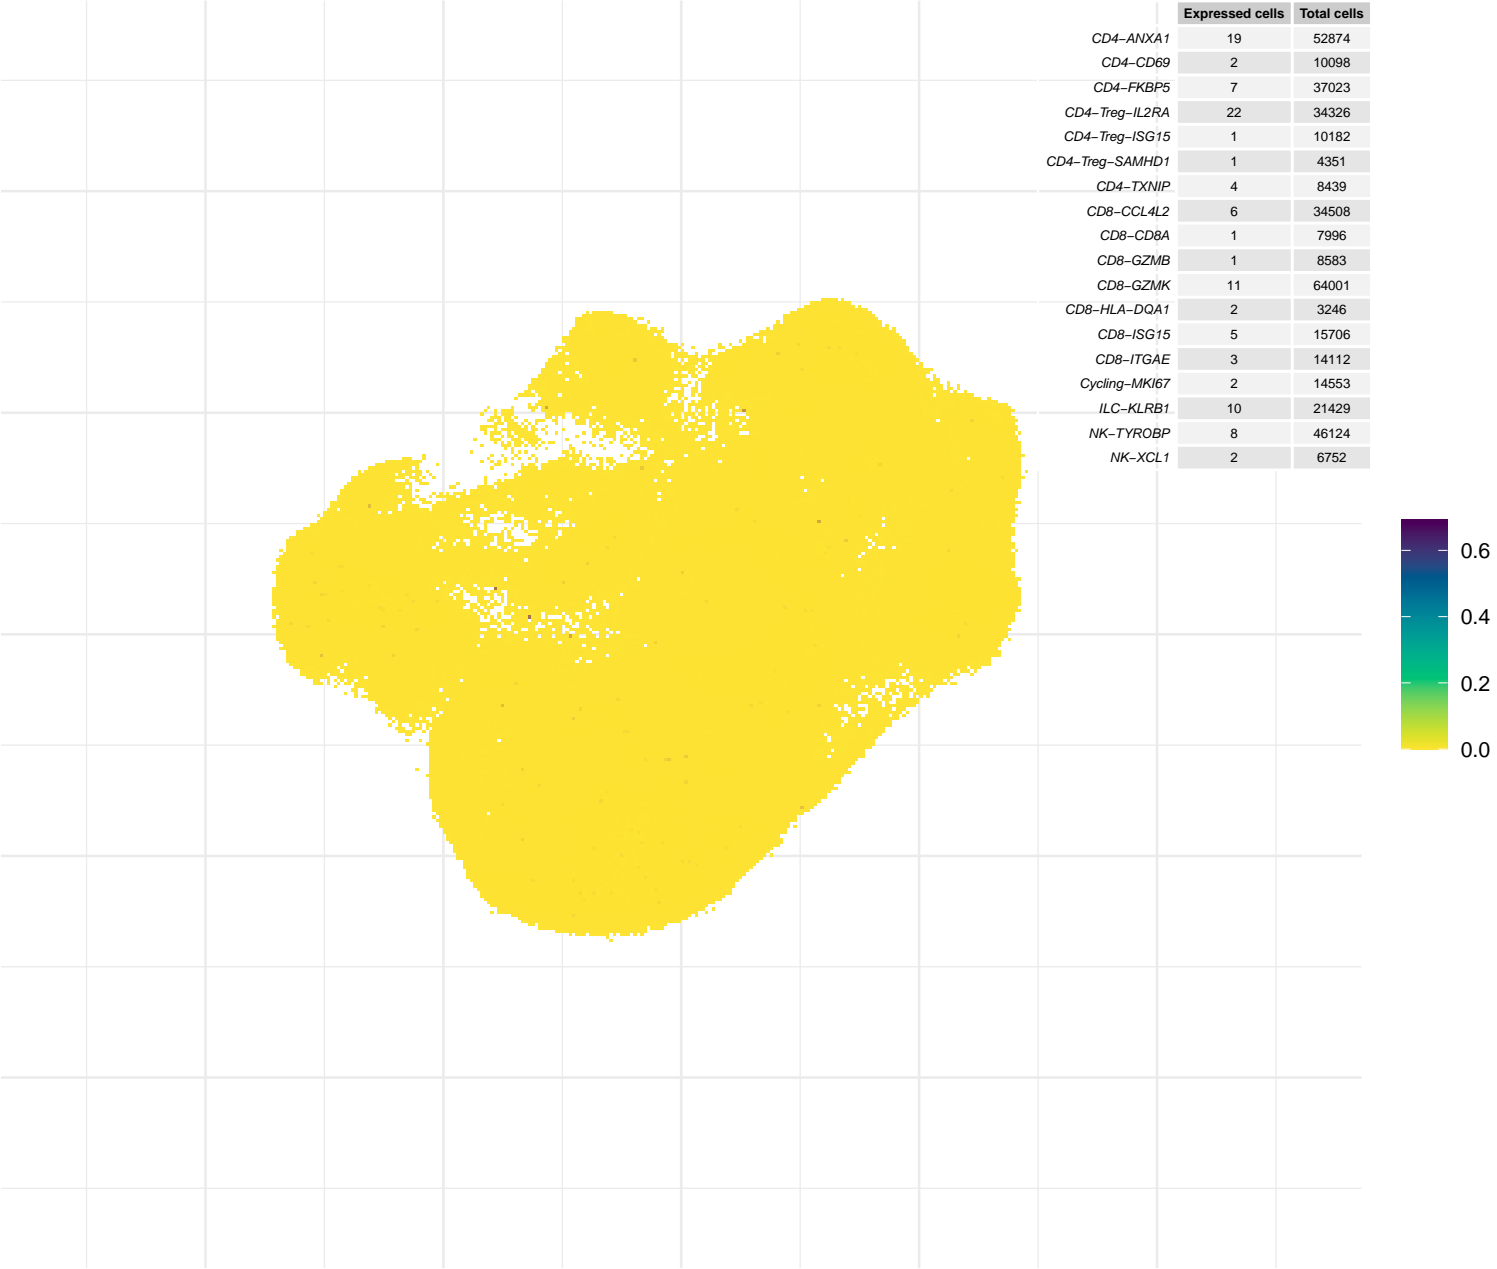 Expressed cells Total cells
CD4−ANXA1 19 52874
CD4−CD69 2 10098
CD4−FKBP5 7 37023
CD4−Treg−IL2RA 22 34326
CD4−Treg−ISG15 1 10182
CD4−Treg−SAMHD1 1 4351
CD4−TXNIP 4 8439
CD8−CCL4L2 6 34508
CD8−CD8A 1 7996
CD8−GZMB 1 8583
CD8−GZMK 11 64001
CD8−HLA−DQA1 2 3246
CD8−ISG15 5 15706
CD8−ITGAE 3 14112
Cycling−MKI67 2 14553
ILC−KLRB1 10 21429
NK−TYROBP 8 46124
NK−XCL1 2 6752
0.6
0.4
0.2
0.0